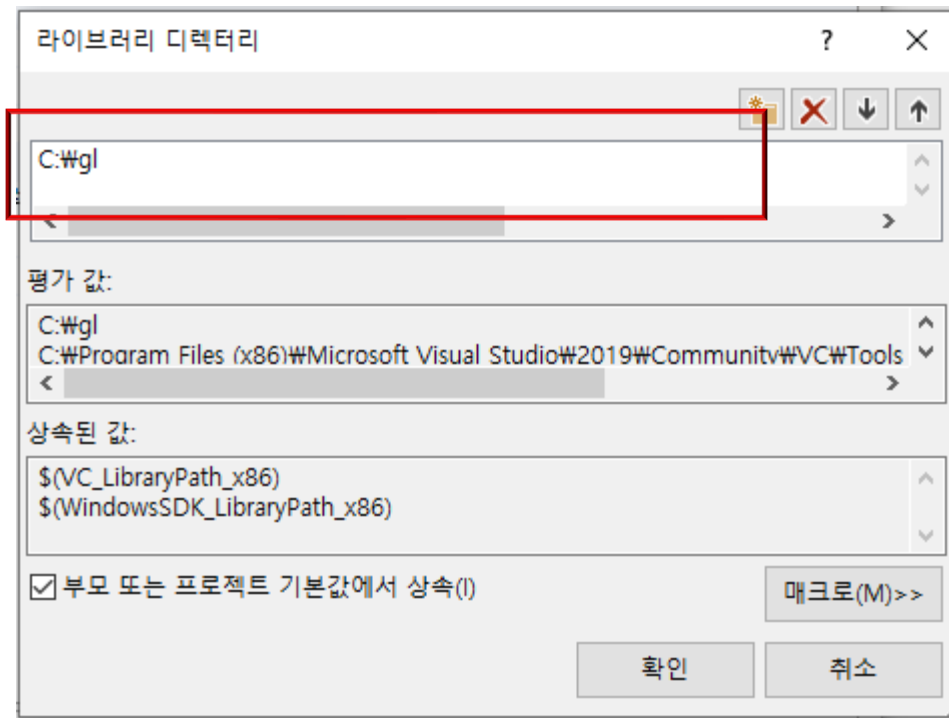 라이브러리 디렉터리
?
C:₩gl
평가 값:
C:₩gl
C:₩Program Files (x86)₩Microsoft Visual Studio₩2019₩Community₩VC₩Tools
상속된 값:
$(VC_LibraryPath_x86)
$(WindowsSDK_LibraryPath_x86)
부모 또는 프로젝트 기본값에서 상속(I)
매크로(M)>>
확인 취소